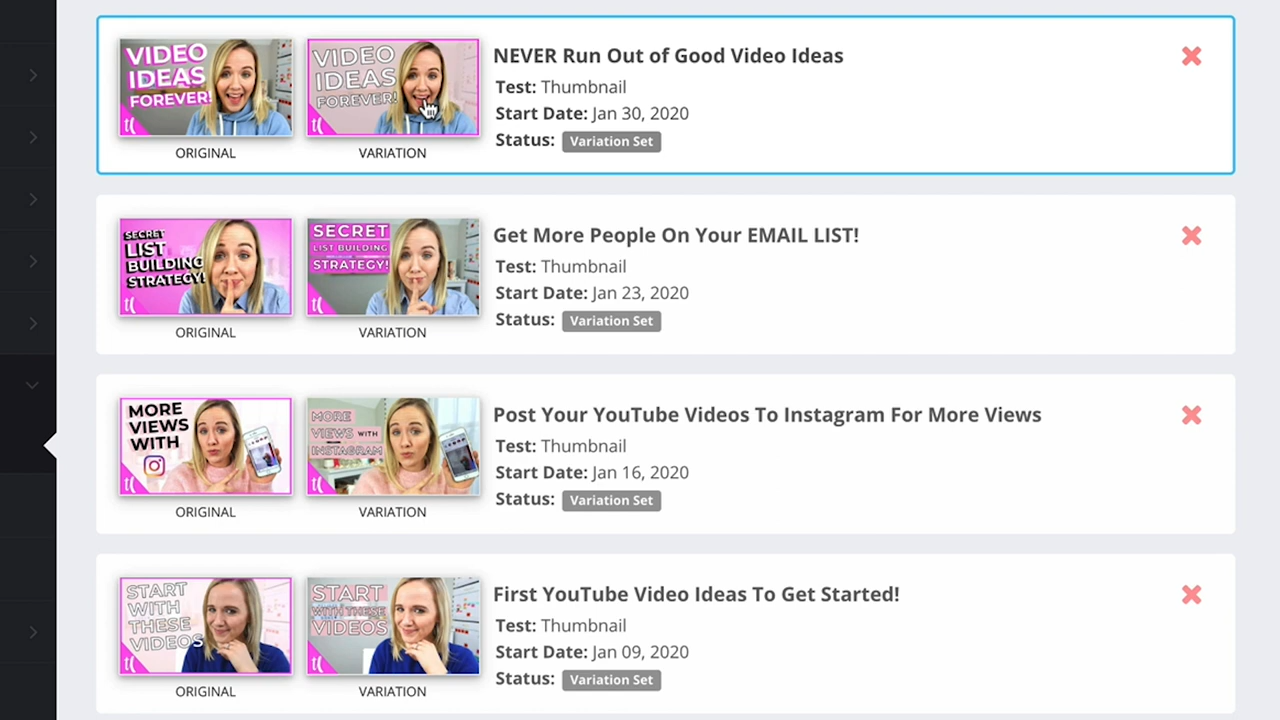 VIDEO
IDEAS
FOREVER!
t(
ORIGINAL
VIDEO
IDEAS
FOREVER!
t(
VARIATION
NEVER Run Out of Good Video Ideas
Test: Thumbnail
Start Date: Jan 30, 2020
Status: Variation Set
SECRET
LIST
BUILDING
STRATEGY!
t(
ORIGINAL
SECRET
LIST BUILDING
STRATEGY!
t(
VARIATION
Get More People On Your EMAIL LIST!
Test: Thumbnail
Start Date: Jan 23, 2020
Status: Variation Set
MORE
VIEWS
WITH
t(
ORIGINAL
MORE
VIEWS WITH
INSTAGRAM
t(
VARIATION
Post Your YouTube Videos To Instagram For More Views
Test: Thumbnail
Start Date: Jan 16, 2020
Status: Variation Set
START
WITH
THESE
VIDEOS
t(
ORIGINAL
START
WITH THESE
VIDEOS
t(
VARIATION
First YouTube Video Ideas To Get Started!
Test: Thumbnail
Start Date: Jan 09, 2020
Status: Variation Set